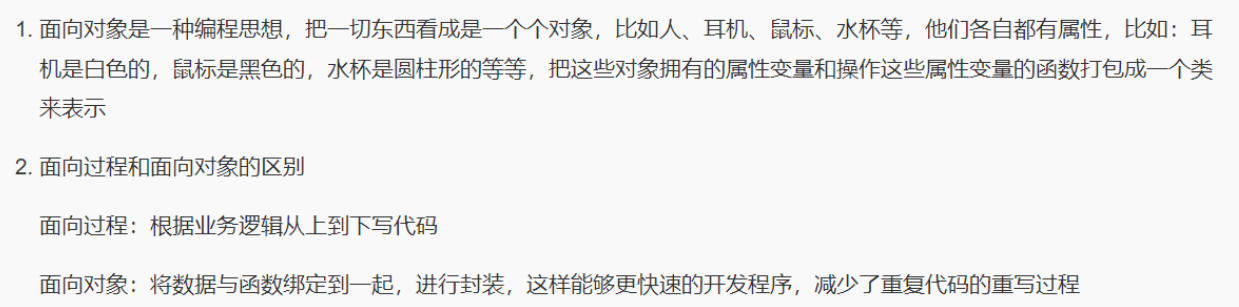 1. 面向对象是一种编程思想，把一切东西看成是一个个对象，比如人、耳机、鼠标、水杯等，他们各自都有属性，比如：耳
机是白色的，鼠标是黑色的，水杯是圆柱形的等等，把这些对象拥有的属性变量和操作这些属性变量的函数打包成一个类
来表示
2. 面向过程和面向对象的区别
面向过程：根据业务逻辑从上到下写代码
面向对象：将数据与函数绑定到一起，进行封装，这样能够更快速的开发程序，减少了重复代码的重写过程